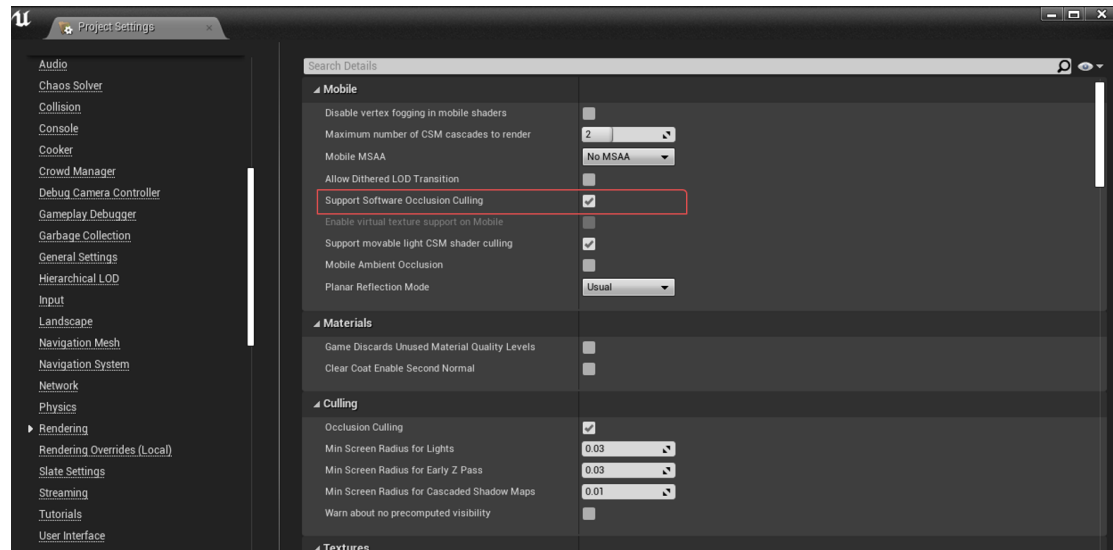 Project Settings
Audio
Chaos Solver
Collision
Console
Cooker
Crowd Manager
Debug Camera Controller
Gameplay Debugger
Garbage Collection
General Settings
Hierarchical LOD
Input
Landscape
Navigation Mesh
Navigation System
Network
Physics
Rendering
Rendering Overrides (Local)
Slate Settings
Streaming
Tutorials
User Interface
Search Details
Mobile
Disable vertex fogging in mobile shaders
Maximum number of CSM cascades to render 2
Mobile MSAA No MSAA
Allow Dithered LOD Transition
Support Software Occlusion Culling
Enable virtual texture support on Mobile
Support movable light CSM shader culling
Mobile Ambient Occlusion
Planar Reflection Mode Usual
Materials
Game Discards Unused Material Quality Levels
Clear Coat Enable Second Normal
Culling
Occlusion Culling
Min Screen Radius for Lights 0.03
Min Screen Radius for Early Z Pass 0.03
Min Screen Radius for Cascaded Shadow Maps 0.01
Warn about no precomputed visibility
Textures